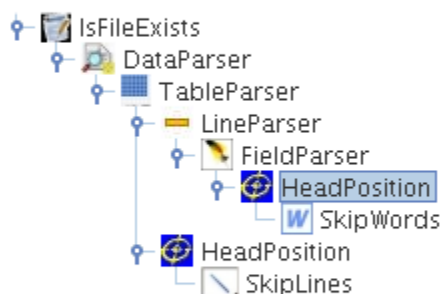 IsFileExists
DataParser
TableParser
LineParser
FieldParser
HeadPosition
SkipWords
HeadPosition
SkipLines